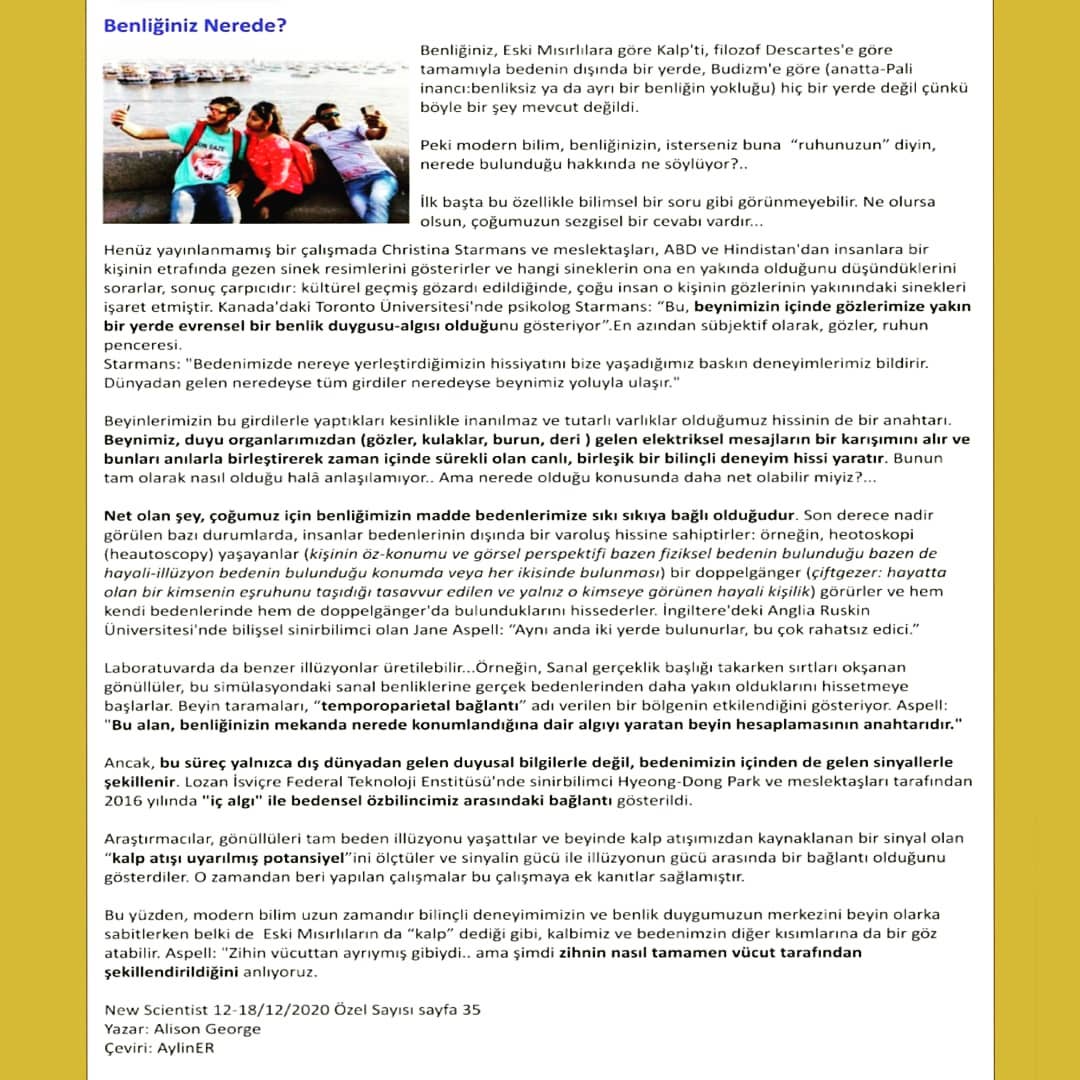 Benliğiniz Nerede?
Benliğiniz, Eski Mısırlılara göre Kalp'ti, filozof Descartes'e göre
tamamıyla bedenin dışında bir yerde, Budizm'e göre (anatta-Pali
inancı:benliksiz ya da ayrı bir benliğin yokluğu) hiç bir yerde değil çünkü
böyle bir şey mevcut değildi.
Peki modern bilim, benliğinizin, isterseniz buna “ruhunuzun” diyin,
nerede bulunduğu hakkında ne söylüyor?..
İlk başta bu özellikle bilimsel bir soru gibi görünmeyebilir. Ne olursa
olsun, çoğumuzun sezgisel bir cevabı vardır...
Henüz yayınlanmamış bir çalışmada Christina Starmans ve meslektaşları, ABD ve Hindistan'dan insanlara bir
kişinin etrafında gezen sinek resimlerini gösterirler ve hangi sineklerin ona en yakında olduğunu düşündüklerini
sorarlar, sonuç çarpıcıdır: kültürel geçmiş gözardı edildiğinde, çoğu insan o kişinin gözlerinin yakınındaki sinekleri
işaret etmiştir. Kanada'daki Toronto Üniversitesi'nde psikolog Starmans: “Bu, beynimizin içinde gözlerimize yakın
bir yerde evrensel bir benlik duygusu-algısı olduğunu gösteriyor”.En azından sübjektif olarak, gözler, ruhun
penceresi.
Starmans: "Bedenimizde nereye yerleştirdiğimizin hissiyatını bize yaşadığımız baskın deneyimlerimiz bildirir.
Dünyadan gelen neredeyse tüm girdiler neredeyse beynimiz yoluyla ulaşır."
Beyinlerimizin bu girdilerle yaptıkları kesinlikle inanılmaz ve tutarlı varlıklar olduğumuz hissinin de bir anahtarı.
Beynimiz, duyu organlarımızdan (gözler, kulaklar, burun, deri ) gelen elektriksel mesajların bir karışımını alır ve
bunları anılarla birleştirerek zaman içinde sürekli olan canlı, birleşik bir bilinçli deneyim hissi yaratır. Bunun
tam olarak nasıl olduğu halâ anlaşılamıyor.. Ama nerede olduğu konusunda daha net olabilir miyiz?...
Net olan şey, çoğumuz için benliğimizin madde bedenlerimize sıkı sıkıya bağlı olduğudur. Son derece nadir
görülen bazı durumlarda, insanlar bedenlerinin dışında bir varoluş hissine sahiptirler: örneğin, heotoskopi
(heautoscopy) yaşayanlar (kişinin öz-konumu ve görsel perspektifi bazen fiziksel bedenin bulunduğu bazen de
hayali-illüzyon bedenin bulunduğu konumda veya her ikisinde bulunması) bir doppelgänger (çiftgezer: hayatta
olan bir kimsenin eşruhunu taşıdığı tasavvur edilen ve yalnız o kimseye görünen hayali kişilik) görürler ve hem
kendi bedenlerinde hem de doppelgänger'da bulunduklarını hissederler. İngiltere'deki Anglia Ruskin
Üniversitesi'nde bilişsel sinirbilimci olan Jane Aspell: “Aynı anda iki yerde bulunurlar, bu çok rahatsız edici.”
Laboratuvarda da benzer illüzyonlar üretilebilir...Örneğin, Sanal gerçeklik başlığı takarken sırtları okşanan
gönüllüler, bu simülasyondaki sanal benliklerine gerçek bedenlerinden daha yakın olduklarını hissetmeye
başlarlar. Beyin taramaları, “temporoparietal bağlantı” adı verilen bir bölgenin etkilendiğini gösteriyor. Aspell:
"Bu alan, benliğinizin mekanda nerede konumlandığına dair algıyı yaratan beyin hesaplamasının anahtarıdır."
Ancak, bu süreç yalnızca dış dünyadan gelen duyusal bilgilerle değil, bedenimizin içinden de gelen sinyallerle
şekillenir. Lozan İsviçre Federal Teknoloji Enstitüsü'nde sinirbilimci Hyeong-Dong Park ve meslektaşları tarafından
2016 yılında "iç algı" ile bedensel özbilincimiz arasındaki bağlantı gösterildi.
Araştırmacılar, gönüllüleri tam beden illüzyonu yaşattılar ve beyinde kalp atışımızdan kaynaklanan bir sinyal olan
“kalp atışı uyarılmış potansiyel”ini ölçtüler ve sinyalin gücü ile illüzyonun gücü arasında bir bağlantı olduğunu
gösterdiler. O zamandan beri yapılan çalışmalar bu çalışmaya ek kanıtlar sağlamıştır.
Bu yüzden, modern bilim uzun zamandır bilinçli deneyimimizin ve benlik duygumuzun merkezini beyin olarka
sabitlerken belki de Eski Mısırlıların da “kalp” dediği gibi, kalbimiz ve bedenimzin diğer kısımlarına da bir göz
atabilir. Aspell: "Zihin vücuttan ayrıymış gibiydi.. ama şimdi zihnin nasıl tamamen vücut tarafından
şekillendirildiğini anlıyoruz.
New Scientist 12-18/12/2020 Özel Sayısı sayfa 35
Yazar: Alison George
Çeviri: AylinER